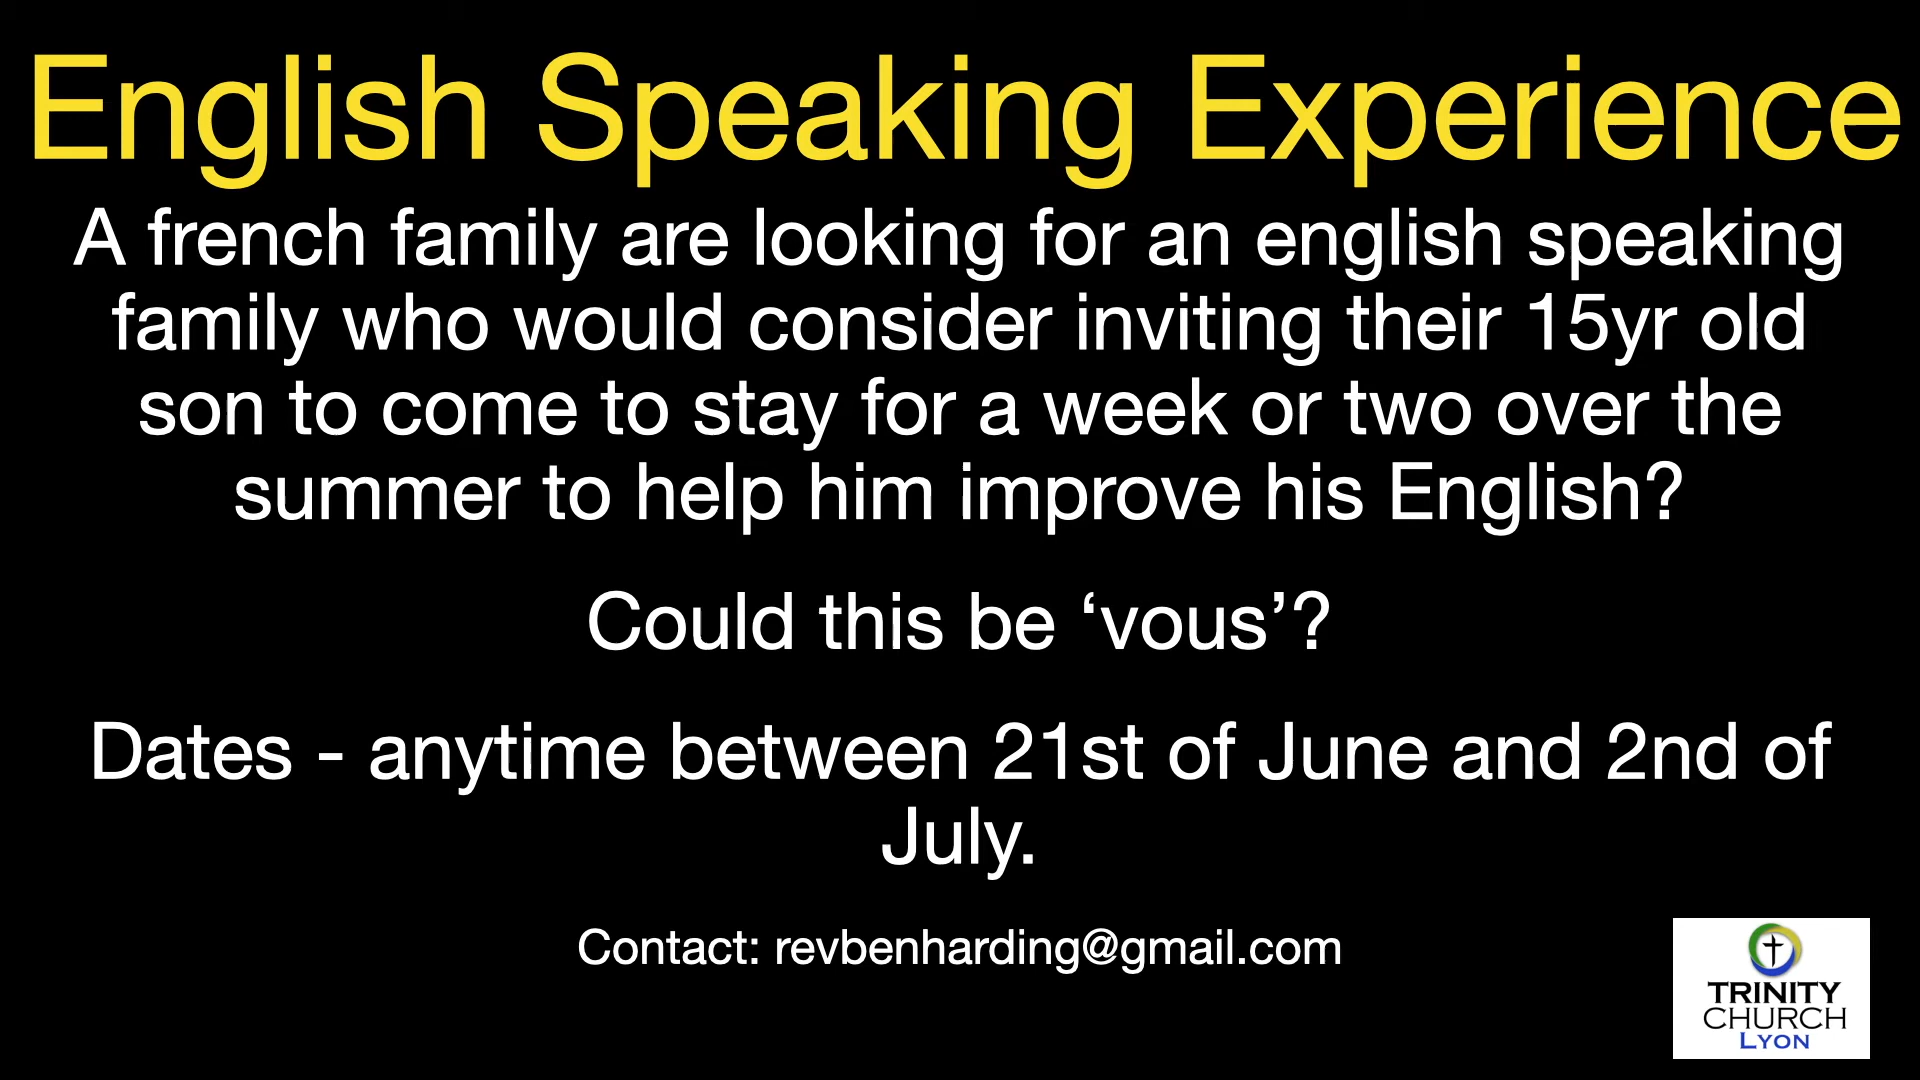 English Speaking Experience
A french family are looking for an english speaking
family who would consider inviting their 15yr old
son to come to stay for a week or two over the
summer to help him improve his English?
Could this be ‘vous’?
Dates - anytime between 21st of June and 2nd of
July.
Contact: revbenharding@gmail.com
TRINITY
CHURCH
LYON